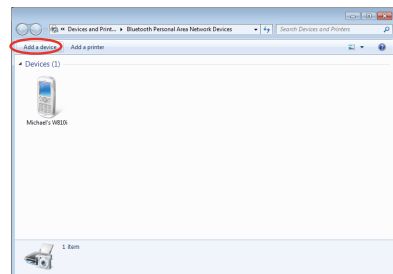 « Devices and Print... ▸ Bluetooth Personal Area Network Devices
Search Devices and Printers
Add a device
Add a printer
Devices (1)
Michael's W810i
1 item